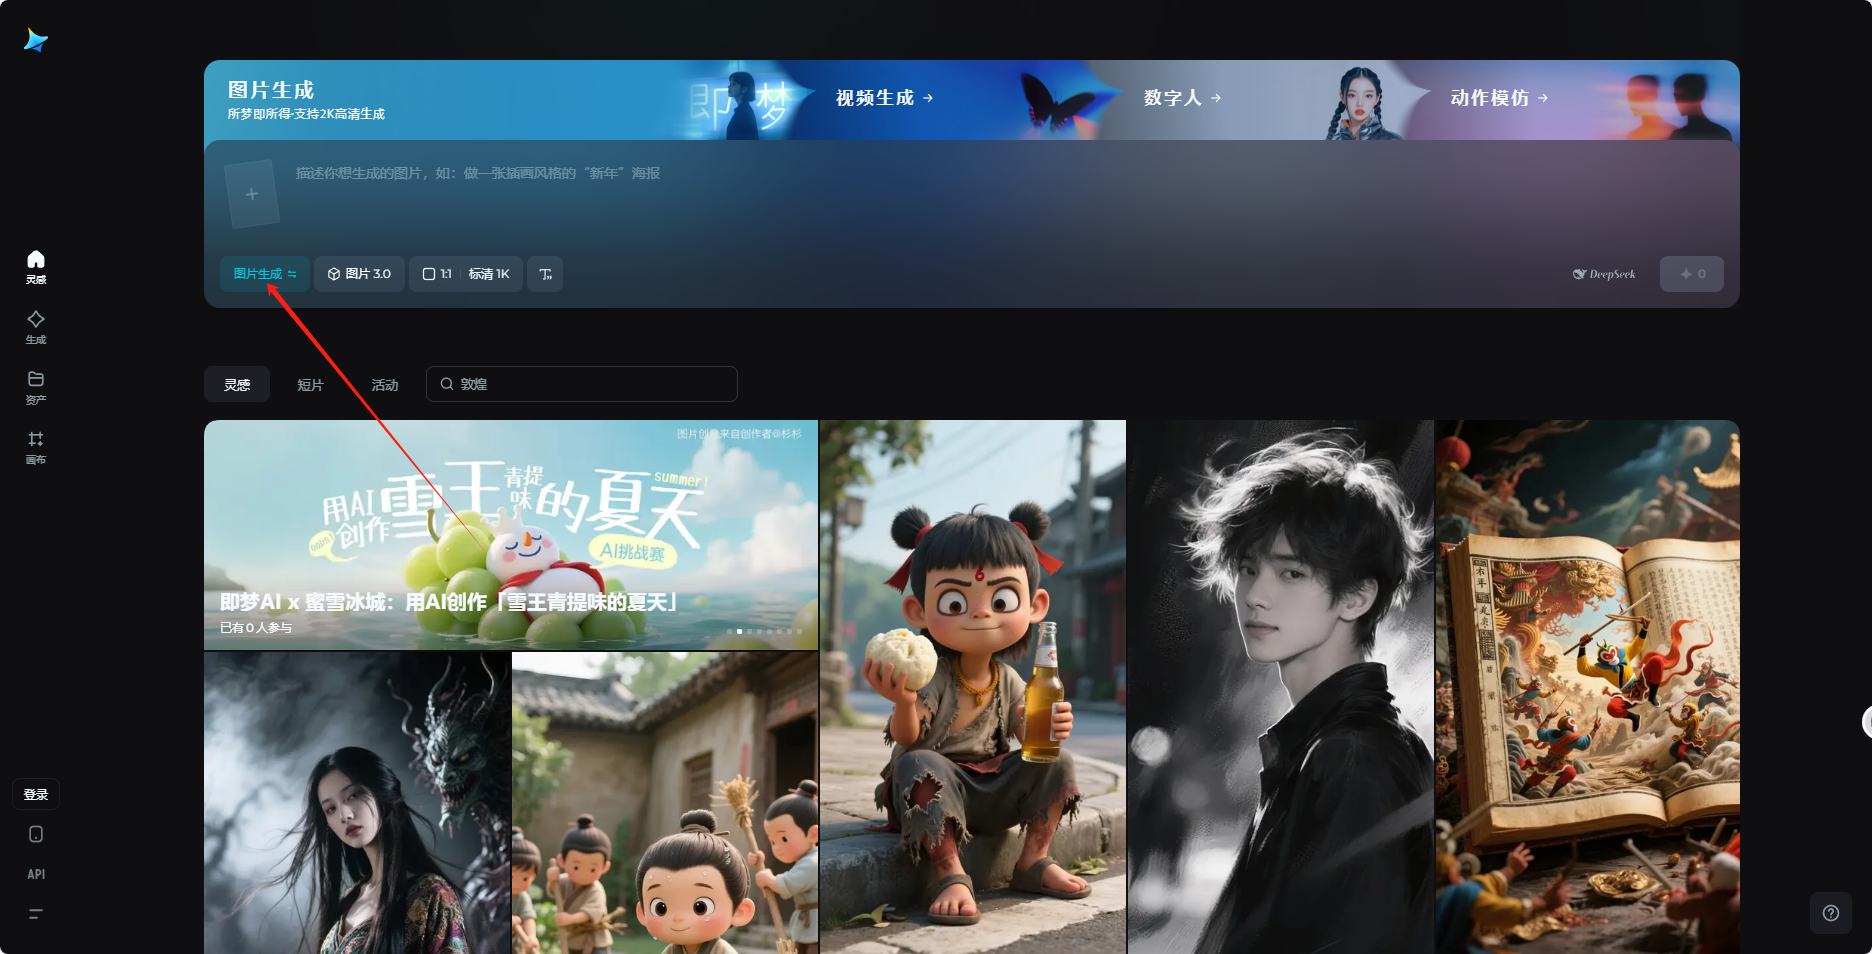 图片生成
所梦即所得·支持2K高清生成
即梦
视频生成 →
数字人 →
动作模仿 →
描述你想生成的图片，如：做一张插画风格的“新年”海报
图片生成
图片 3.0
1:1
标清 1K
DeepSeek
0
灵感
生成
资产
画布
登录
API
灵感
短片
活动
敦煌
图片创意来自创作者@杉杉
用AI创作
雪王青提味的夏天
summer!
OOPS
AI挑战赛
即梦AI x 蜜雪冰城：用AI创作「雪王青提味的夏天」
已有0人参与